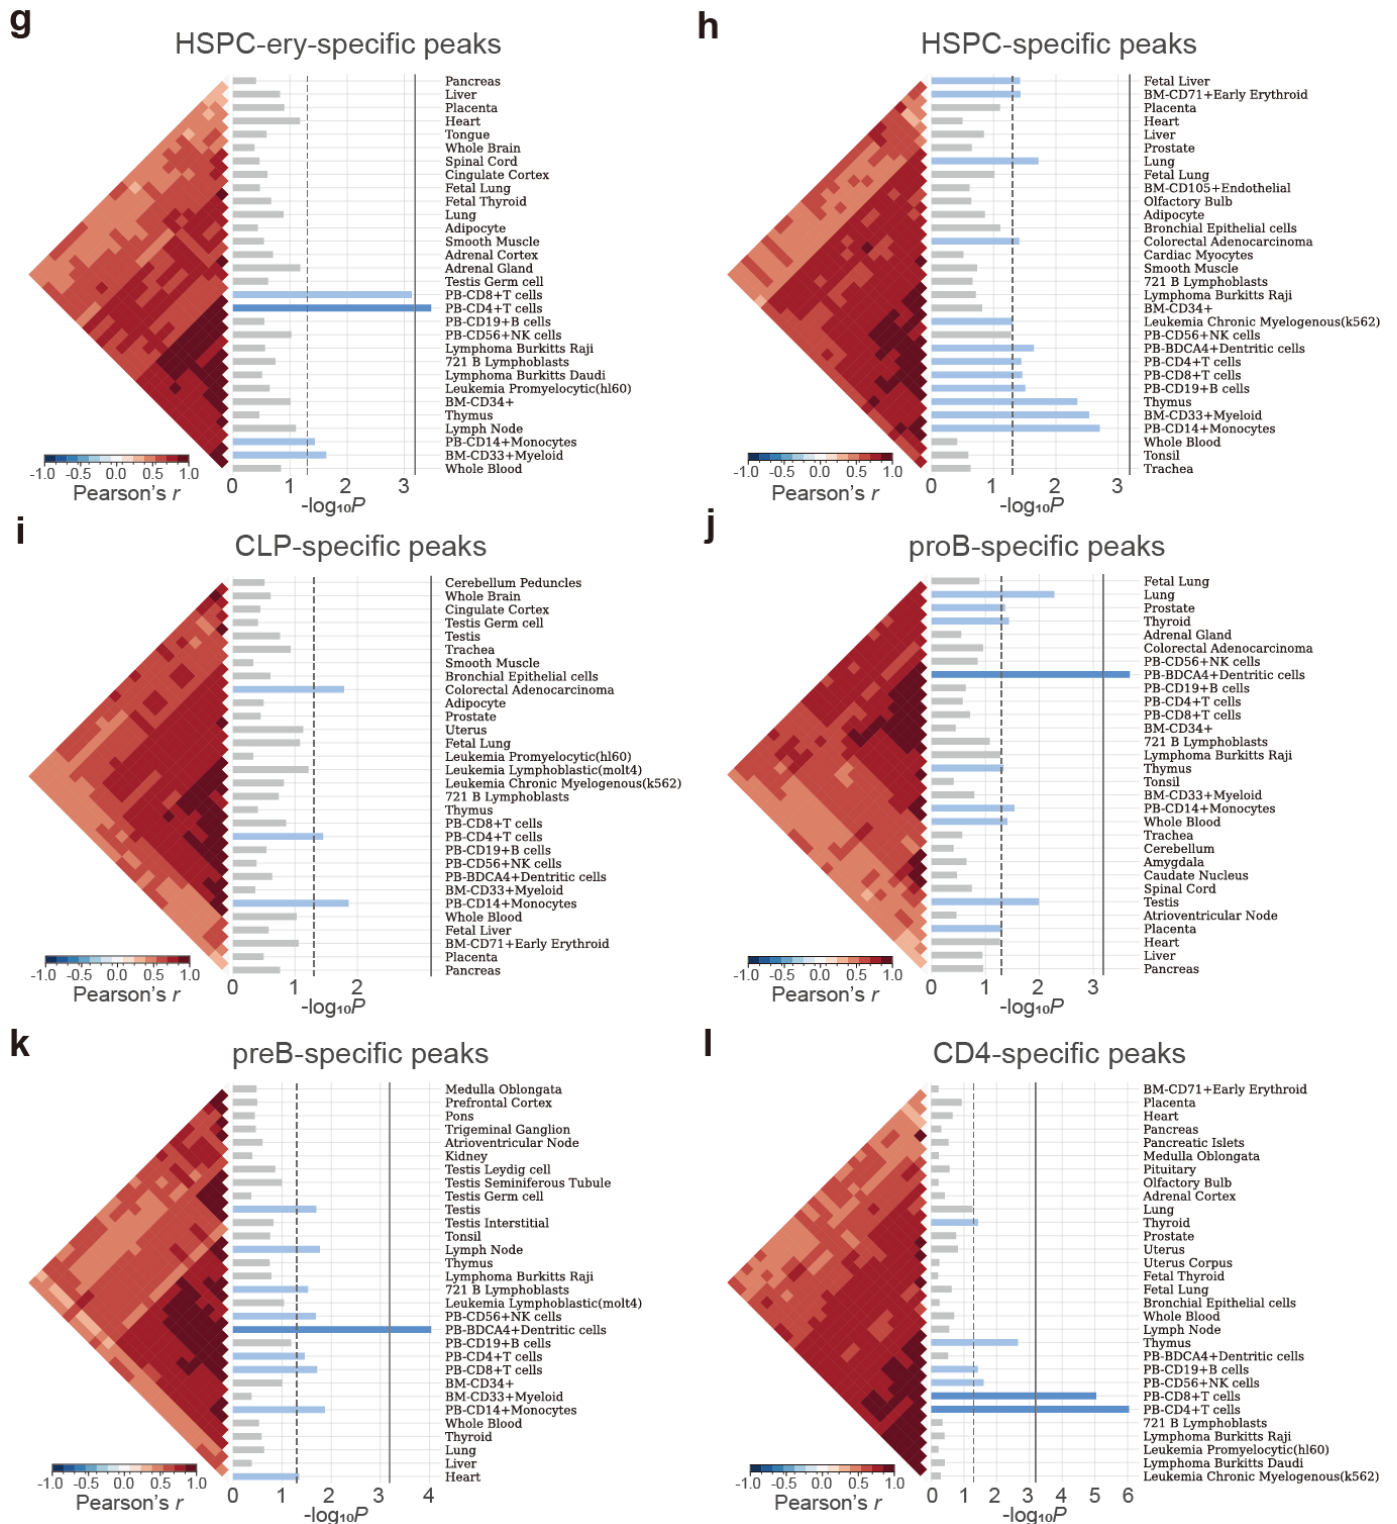 g
HSPC-ery-specific peaks
Pancreas
Liver
Placenta
Heart
Tongue
Whole Brain
Spinal Cord
Cingulate Cortex
Fetal Lung
Fetal Thyroid
Lung
Adipocyte
Smooth Muscle
Adrenal Cortex
Adrenal Gland
Testis Germ cell
PB-CD8+T cells
PB-CD4+T cells
PB-CD19+B cells
PB-CD56+NK cells
Lymphoma Burkitts Raji
721 B Lymphoblasts
Lymphoma Burkitts Daudi
Leukemia Promyelocytic(hl60)
BM-CD34+
Thymus
Lymph Node
PB-CD14+Monocytes
BM-CD33+Myeloid
Whole Blood
-1.0 -0.5 0.0 0.5 1.0
Pearson's r
0 1 2 3
-log₁₀P
h
HSPC-specific peaks
Fetal Liver
BM-CD71+Early Erythroid
Placenta
Heart
Liver
Prostate
Lung
Fetal Lung
BM-CD105+Endothelial
Olfactory Bulb
Adipocyte
Bronchial Epithelial cells
Colorectal Adenocarcinoma
Cardiac Myocytes
Smooth Muscle
721 B Lymphoblasts
Lymphoma Burkitts Raji
BM-CD34+
Leukemia Chronic Myelogenous(k562)
PB-CD56+NK cells
PB-BDCA4+Dentritic cells
PB-CD4+T cells
PB-CD8+T cells
PB-CD19+B cells
Thymus
BM-CD33+Myeloid
PB-CD14+Monocytes
Whole Blood
Tonsil
Trachea
-1.0 -0.5 0.0 0.5 1.0
Pearson's r
0 1 2 3
-log₁₀P
i
CLP-specific peaks
Cerebellum Peduncles
Whole Brain
Cingulate Cortex
Testis Germ cell
Testis
Trachea
Smooth Muscle
Bronchial Epithelial cells
Colorectal Adenocarcinoma
Adipocyte
Prostate
Uterus
Fetal Lung
Leukemia Promyelocytic(hl60)
Leukemia Lymphoblastic(molt4)
Leukemia Chronic Myelogenous(k562)
721 B Lymphoblasts
Thymus
PB-CD8+T cells
PB-CD4+T cells
PB-CD19+B cells
PB-CD56+NK cells
PB-BDCA4+Dentritic cells
BM-CD33+Myeloid
PB-CD14+Monocytes
Whole Blood
Fetal Liver
BM-CD71+Early Erythroid
Placenta
Pancreas
-1.0 -0.5 0.0 0.5 1.0
Pearson's r
0 1 2
-log₁₀P
j
proB-specific peaks
Fetal Lung
Lung
Prostate
Thyroid
Adrenal Gland
Colorectal Adenocarcinoma
PB-CD56+NK cells
PB-BDCA4+Dentritic cells
PB-CD19+B cells
PB-CD4+T cells
PB-CD8+T cells
BM-CD34+
721 B Lymphoblasts
Lymphoma Burkitts Raji
Thymus
Tonsil
BM-CD33+Myeloid
PB-CD14+Monocytes
Whole Blood
Trachea
Cerebellum
Amygdala
Caudate Nucleus
Spinal Cord
Testis
Atrioventricular Node
Placenta
Heart
Liver
Pancreas
-1.0 -0.5 0.0 0.5 1.0
Pearson's r
0 1 2 3
-log₁₀P
k
preB-specific peaks
Medulla Oblongata
Prefrontal Cortex
Pons
Trigeminal Ganglion
Atrioventricular Node
Kidney
Testis Leydig cell
Testis Seminiferous Tubule
Testis Germ cell
Testis
Testis Interstitial
Tonsil
Lymph Node
Thymus
Lymphoma Burkitts Raji
721 B Lymphoblasts
Leukemia Lymphoblastic(molt4)
PB-CD56+NK cells
PB-BDCA4+Dentritic cells
PB-CD19+B cells
PB-CD4+T cells
PB-CD8+T cells
BM-CD34+
BM-CD33+Myeloid
PB-CD14+Monocytes
Whole Blood
Thyroid
Lung
Liver
Heart
-1.0 -0.5 0.0 0.5 1.0
Pearson's r
0 1 2 3 4
-log₁₀P
l
CD4-specific peaks
BM-CD71+Early Erythroid
Placenta
Heart
Pancreas
Pancreatic Islets
Medulla Oblongata
Pituitary
Olfactory Bulb
Adrenal Cortex
Lung
Thyroid
Prostate
Uterus
Uterus Corpus
Fetal Thyroid
Fetal Lung
Bronchial Epithelial cells
Whole Blood
Lymph Node
Thymus
PB-BDCA4+Dentritic cells
PB-CD19+B cells
PB-CD56+NK cells
PB-CD8+T cells
PB-CD4+T cells
721 B Lymphoblasts
Lymphoma Burkitts Raji
Leukemia Promyelocytic(hl60)
Lymphoma Burkitts Daudi
Leukemia Chronic Myelogenous(k562)
-1.0 -0.5 0.0 0.5 1.0
Pearson's r
0 1 2 3 4 5 6
-log₁₀P